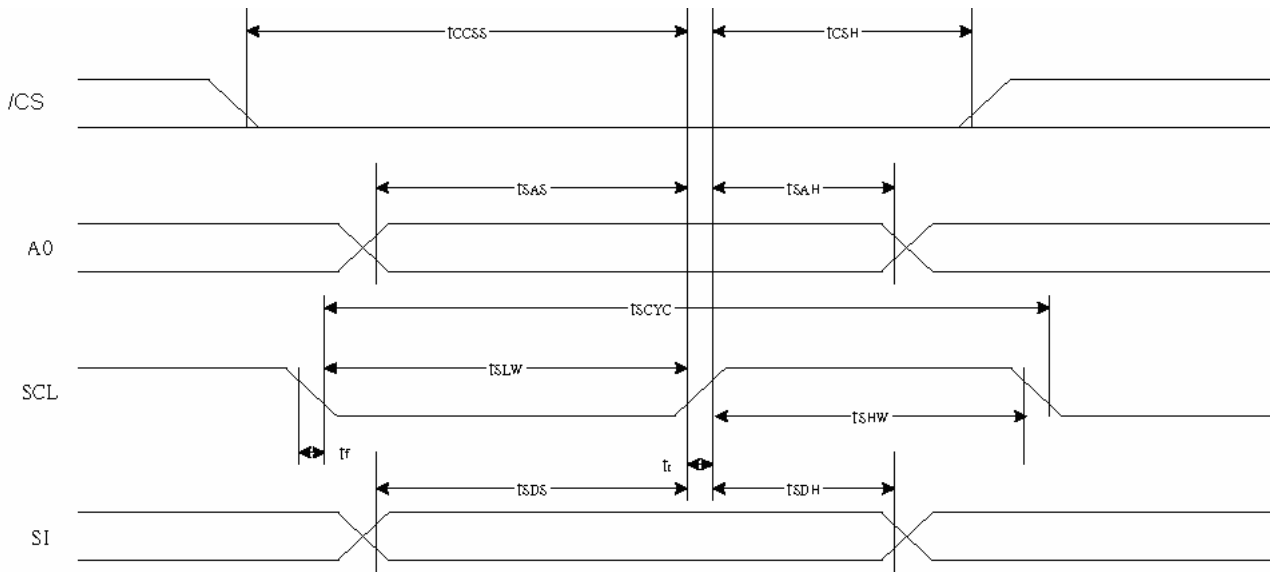 tCCSS tCSH
/CS
tSAS tSAH
A0
tSCYC
tSLW
SCL
tSHW
tf
tr
tSDS tSDH
SI